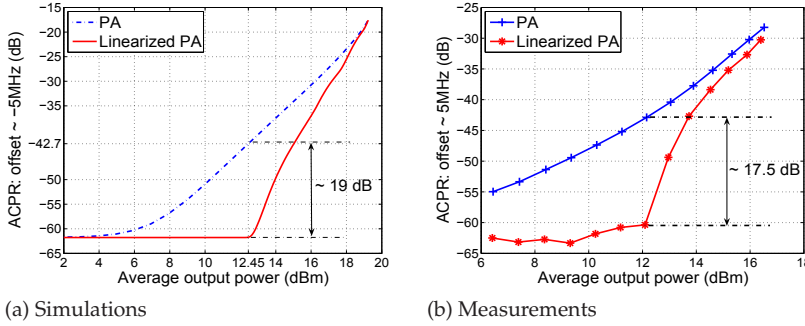 PA
Linearized PA
ACPR: offset ~ −5MHz (dB)
−15
−20
−25
−30
−35
−42.7
−50
−55
−60
−65
~ 19 dB
2 4 6 8 10 12.45 14 16 18 20
Average output power (dBm)
(a) Simulations
PA
Linearized PA
ACPR: offset ~ 5MHz (dB)
−25
−30
−35
−40
−45
−50
−55
−60
−65
~ 17.5 dB
6 8 10 12 14 16 18
Average output power (dBm)
(b) Measurements